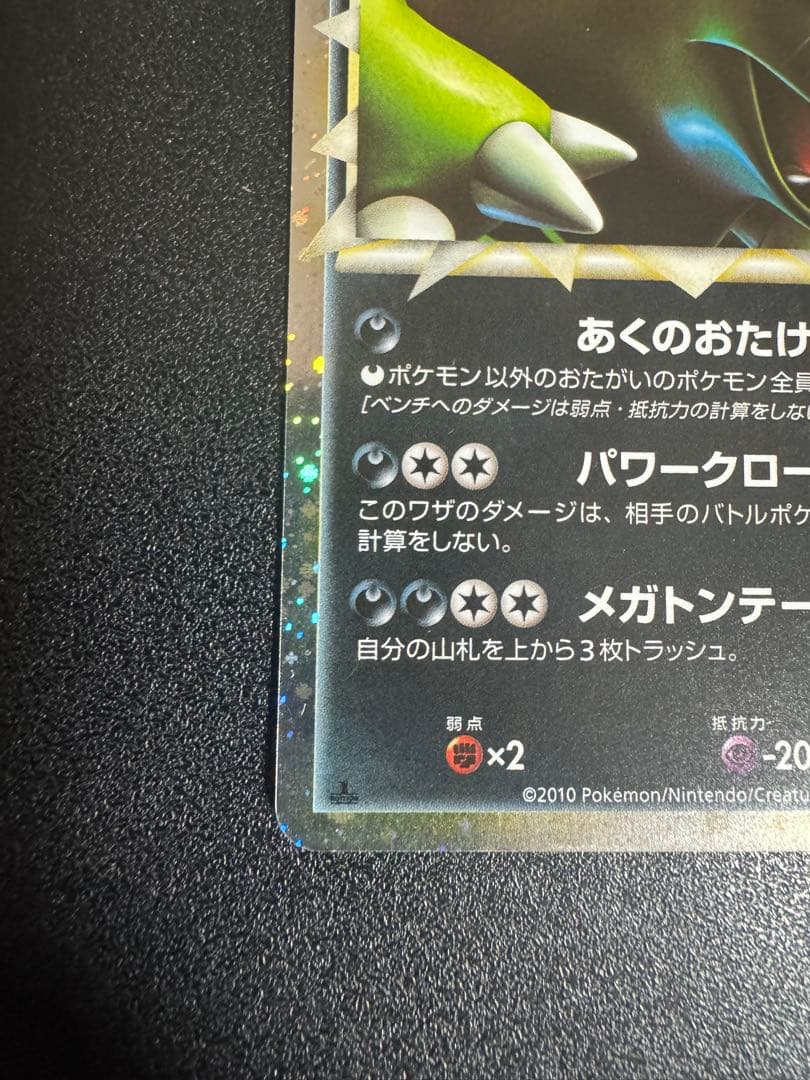 あくのおたけ
ポケモン以外のおたがいのポケモン全員
[ベンチへのダメージは弱点・抵抗力の計算をしない
パワークロー
このワザのダメージは、相手のバトルポケ
計算をしない。
メガトンテー
自分の山札を上から3枚トラッシュ。
弱点 抵抗力
×2 -20
©2010 Pokémon/Nintendo/Creatu